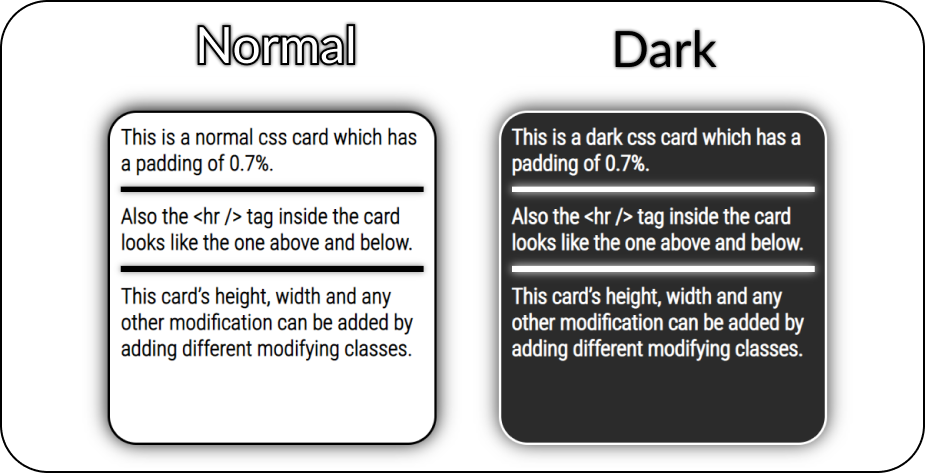 Normal
This is a normal css card which has
a padding of 0.7%.
Also the <hr /> tag inside the card
looks like the one above and below.
This card’s height, width and any
other modification can be added by
adding different modifying classes.
Dark
This is a dark css card which has a
padding of 0.7%.
Also the <hr /> tag inside the card
looks like the one above and below.
This card’s height, width and any
other modification can be added by
adding different modifying classes.